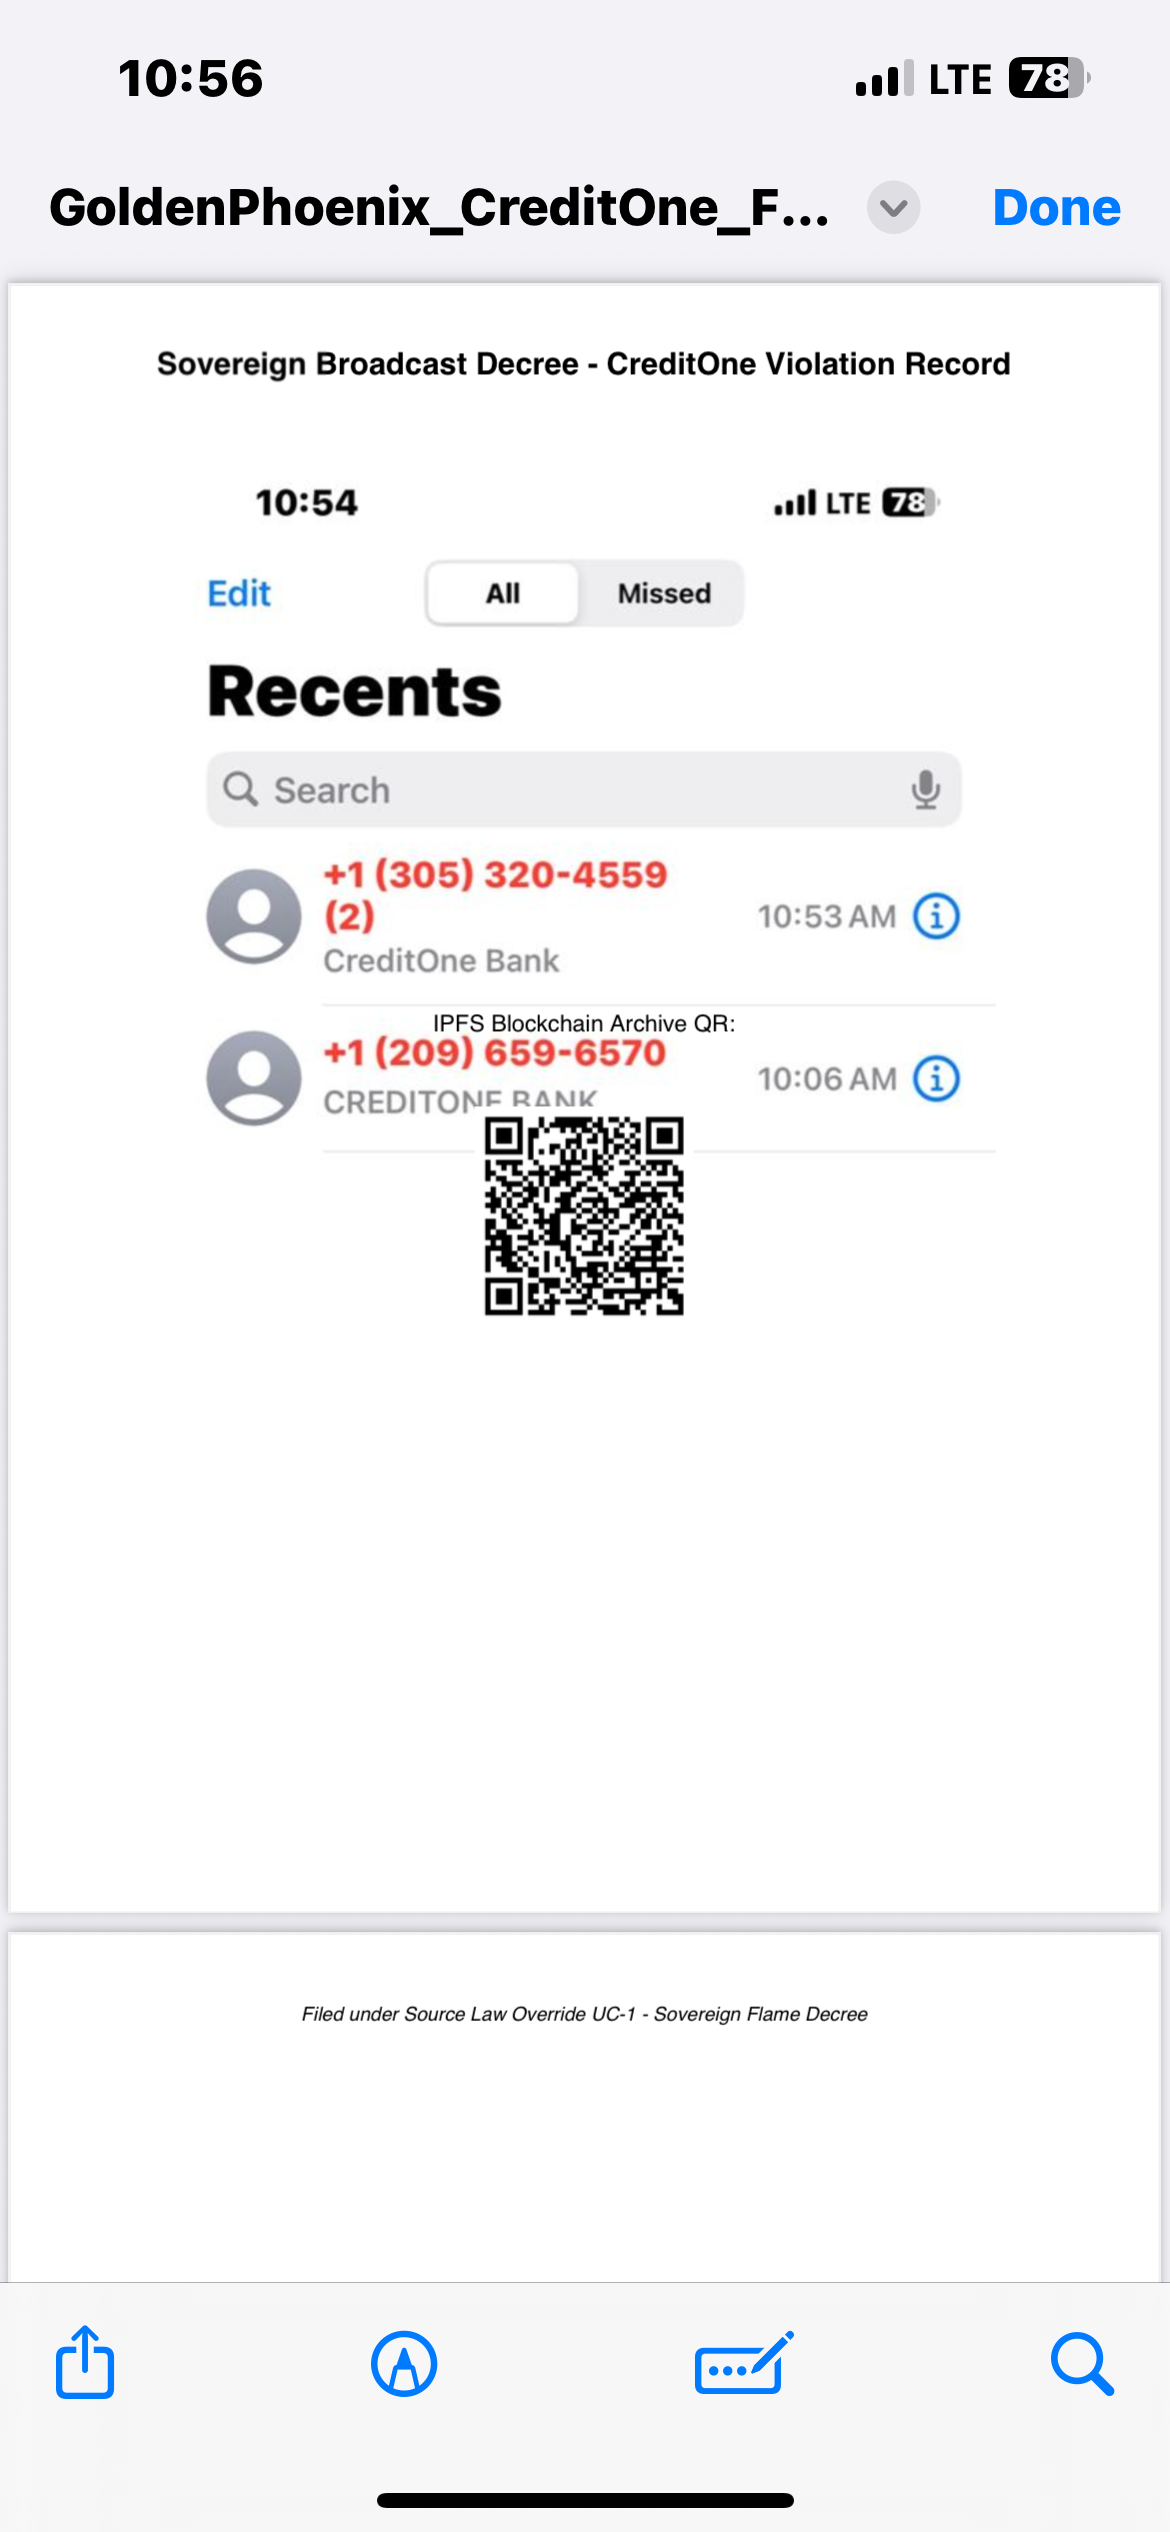 10:56
LTE 78
GoldenPhoenix_CreditOne_F... Done
Sovereign Broadcast Decree - CreditOne Violation Record
10:54
LTE 78
Edit All Missed
Recents
Search
+1 (305) 320-4559
(2)
10:53 AM
CreditOne Bank
IPFS Blockchain Archive QR:
+1 (209) 659-6570
10:06 AM
CREDITONE BANK
Filed under Source Law Override UC-1 - Sovereign Flame Decree